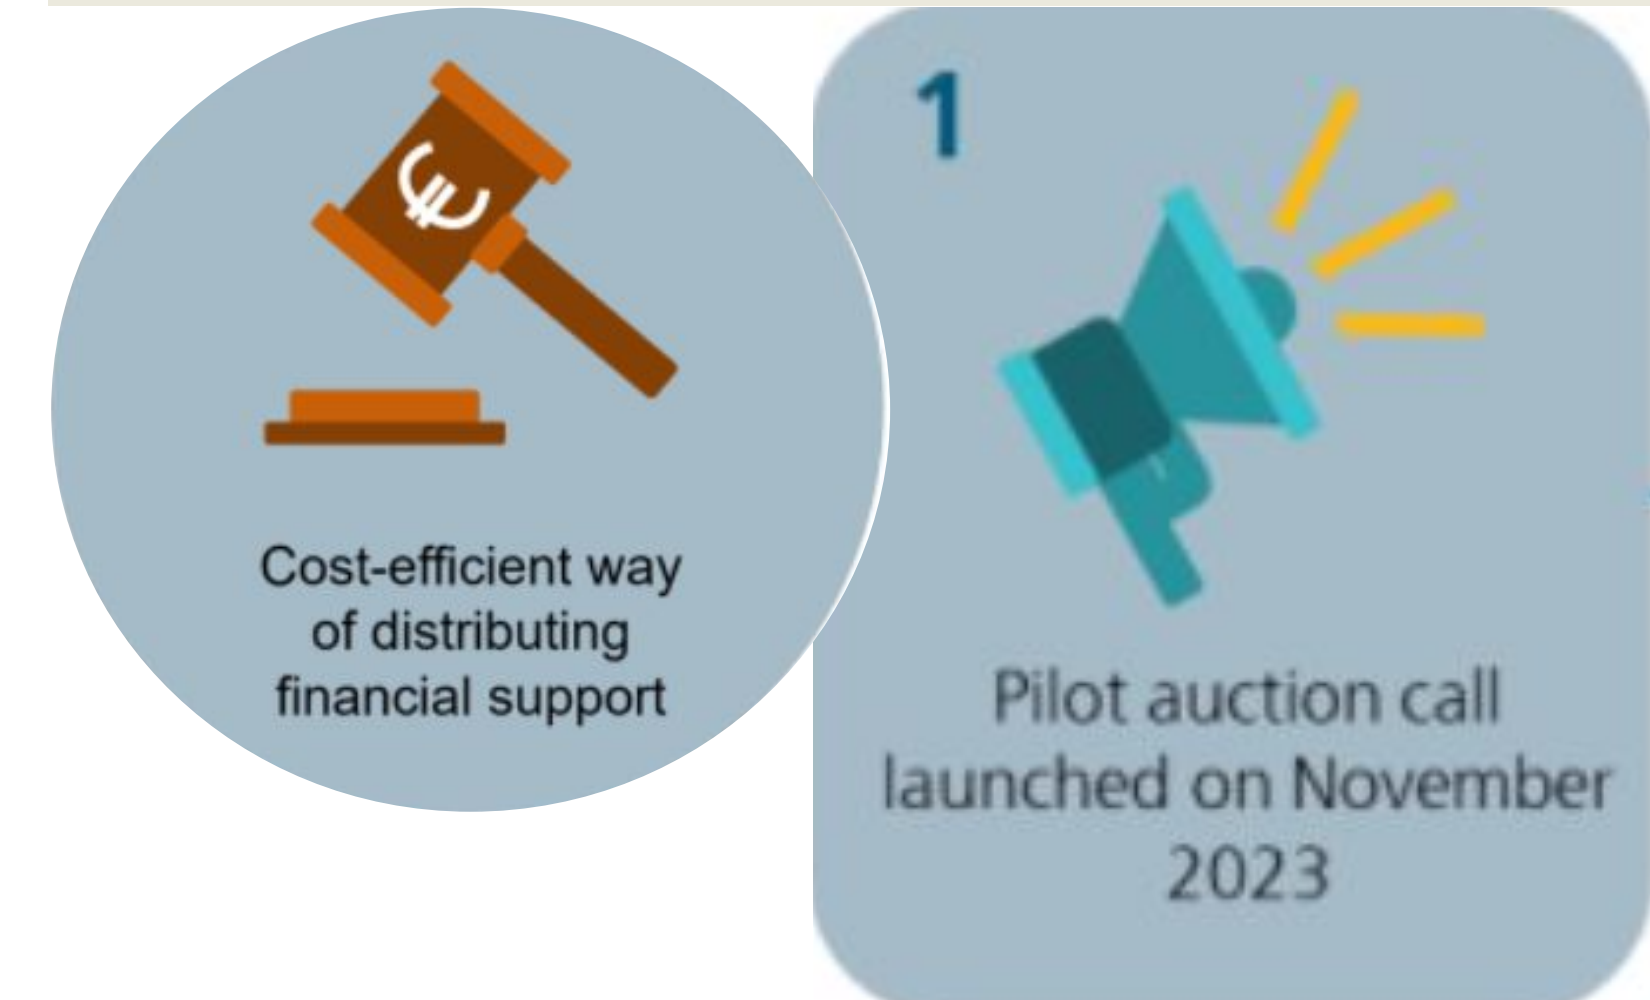 €
Cost-efficient way
of distributing
financial support
1
Pilot auction call
launched on November
2023